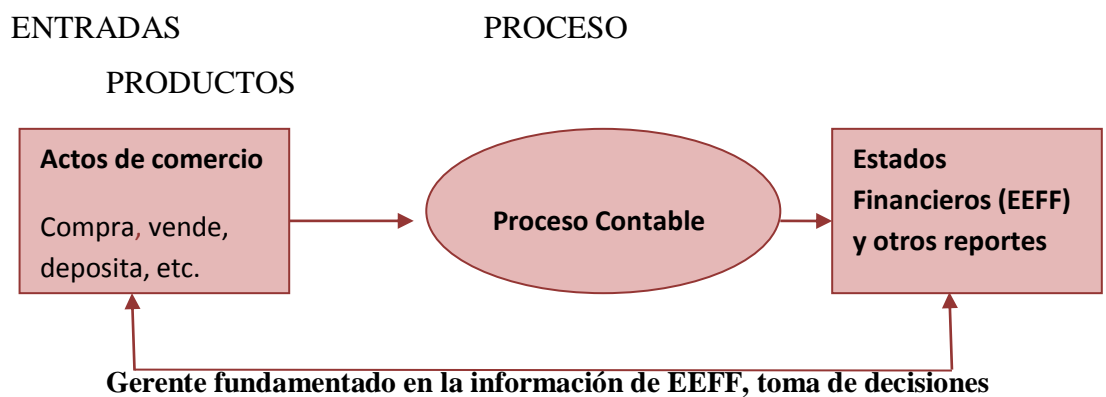 ENTRADAS PROCESO
PRODUCTOS
Actos de comercio
Compra, vende,
deposita, etc.
Proceso Contable
Estados
Financieros (EEFF)
y otros reportes
Gerente fundamentado en la información de EEFF, toma de decisiones